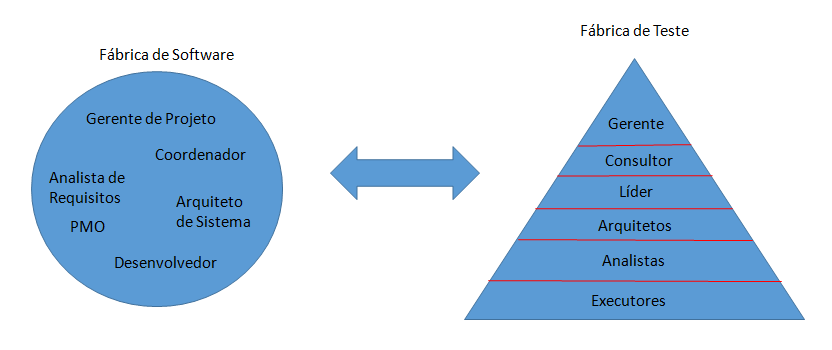 Fábrica de Software
Gerente de Projeto
Coordenador
Analista de
Requisitos
Arquiteto
de Sistema
PMO
Desenvolvedor
Fábrica de Teste
Gerente
Consultor
Líder
Arquitetos
Analistas
Executores